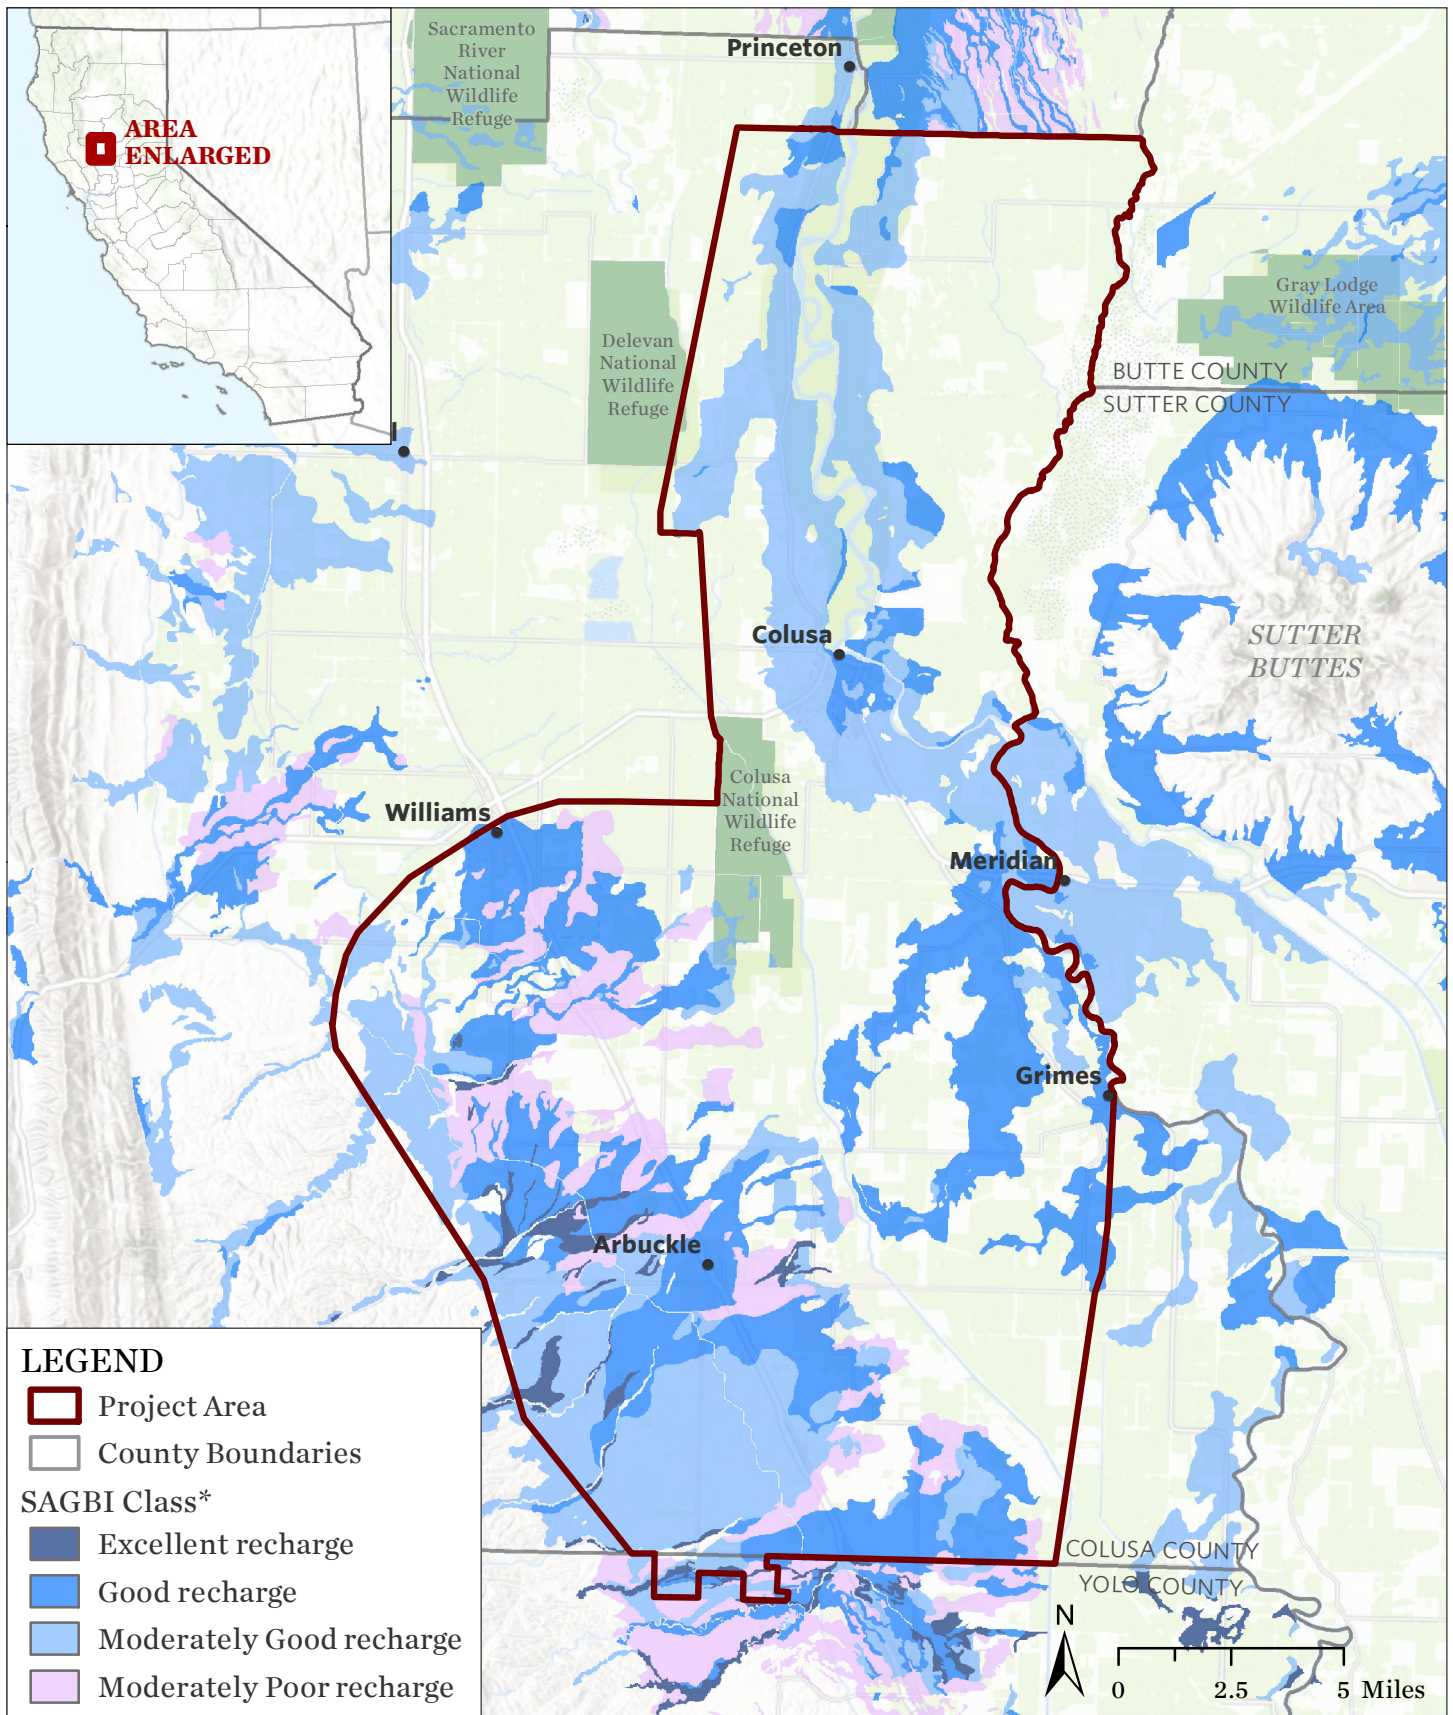 AREA
ENLARGED
Sacramento
River
National
Wildlife
Refuge
Princeton
Gray Lodge
Wildlife Area
Delevan
National
Wildlife
Refuge
BUTTE COUNTY
SUTTER COUNTY
l
Colusa
SUTTER
BUTTES
Colusa
National
Wildlife
Refuge
Williams
Meridian
Grimes
Arbuckle
COLUSA COUNTY
YOLO COUNTY
LEGEND
Project Area
County Boundaries
SAGBI Class*
Excellent recharge
Good recharge
Moderately Good recharge
Moderately Poor recharge
N
0 2.5 5 Miles